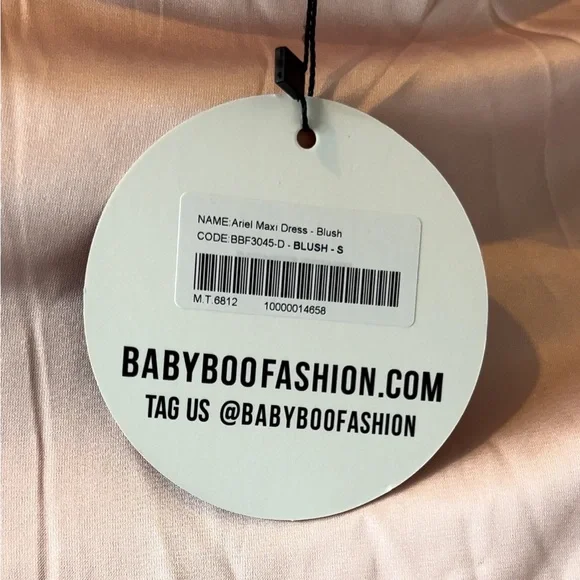 NAME:Ariel Maxi Dress - Blush
CODE:BBF3045-D - BLUSH - S
M.T.6812 10000014658
BABYBOOFASHION.COM
TAG US @BABYBOOFASHION